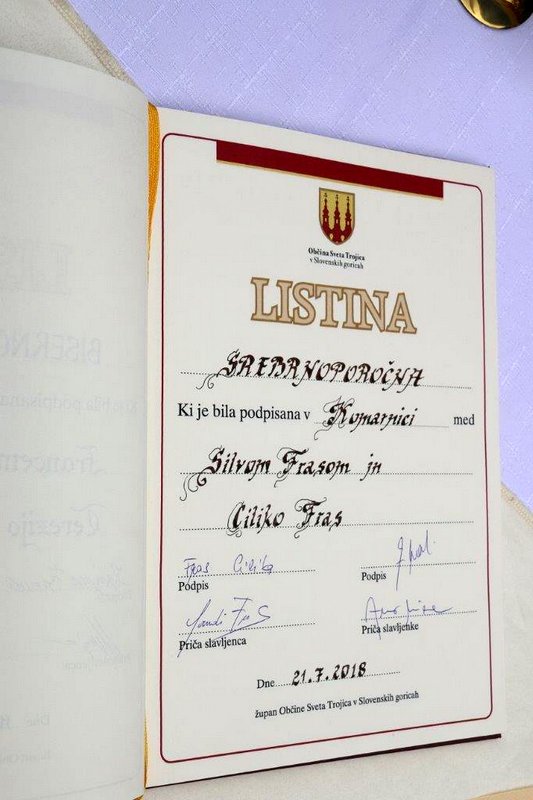 Občina Sveta Trojica
v Slovenskih goricah
LISTINA
SREBRNOPOROČNA
Ki je bila podpisana v Komarnici med
Silvom Frasom in
Ciliko Fras
Fras Cilika
Podpis
Podpis
Priča slavljenca
Priča slavljenke
Dne 21.7.2018
župan Občine Sveta Trojica v Slovenskih goricah